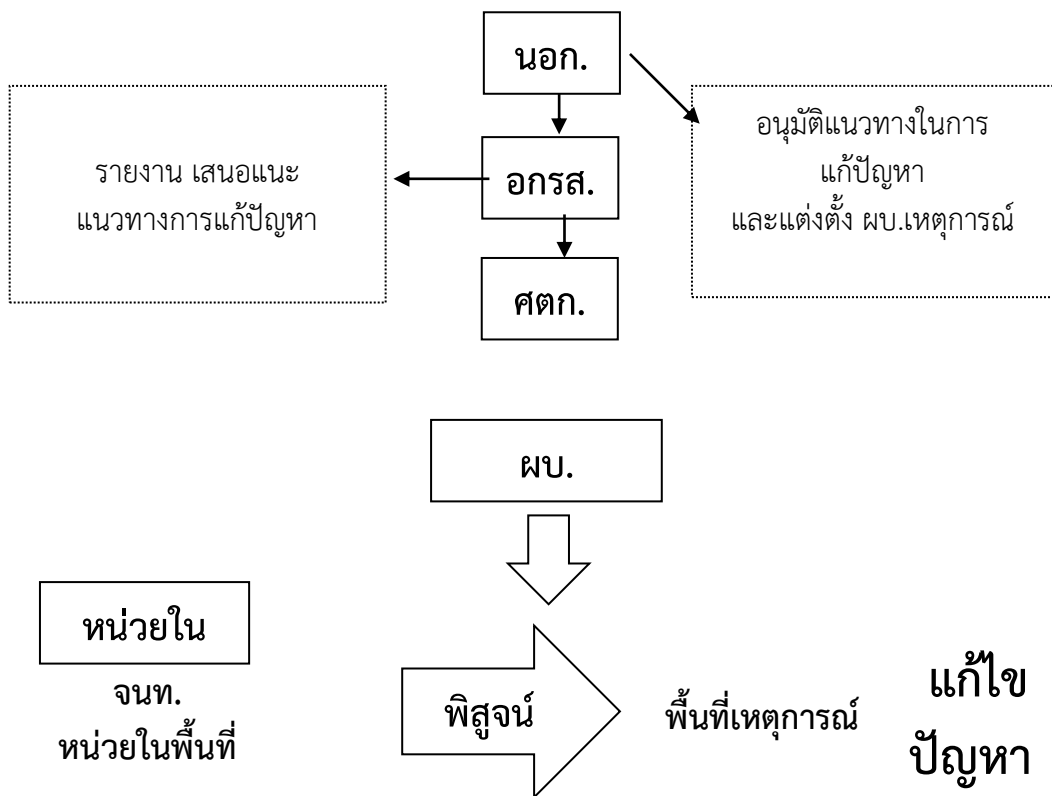 นอก.
อนุมัติแนวทางในการ
แก้ปัญหา
และแต่งตั้ง ผบ.เหตุการณ์
รายงาน เสนอแนะ
แนวทางการแก้ปัญหา
อกรส.
ศตก.
ผบ.
หน่วยใน
จนท.
หน่วยในพื้นที่
พิสูจน์
พื้นที่เหตุการณ์
แก้ไข
ปัญหา